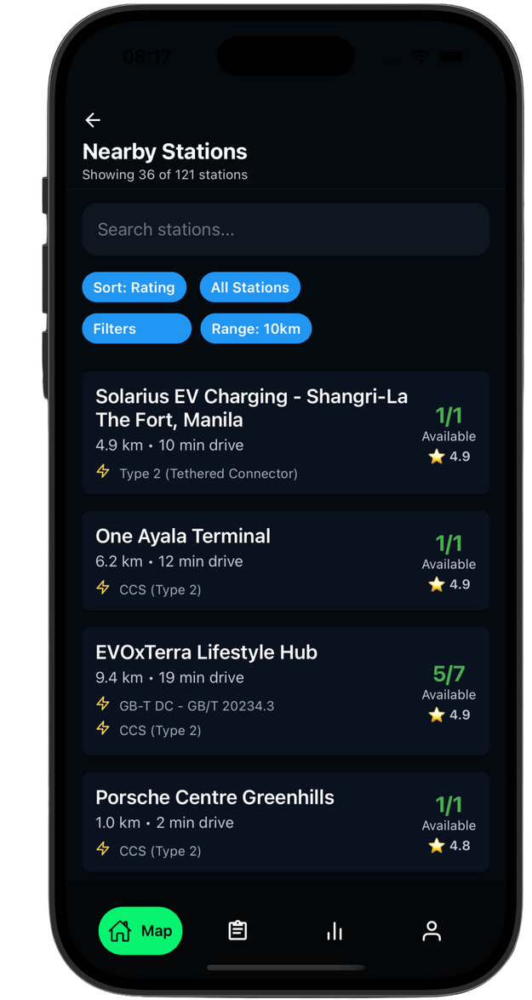 08:17
Nearby Stations
Showing 36 of 121 stations
Search stations...
Sort: Rating
All Stations
Filters
Range: 10km
Solarius EV Charging - Shangri-La
The Fort, Manila
4.9 km • 10 min drive
Type 2 (Tethered Connector)
1/1
Available
4.9
One Ayala Terminal
6.2 km • 12 min drive
CCS (Type 2)
1/1
Available
4.9
EVOxTerra Lifestyle Hub
9.4 km • 19 min drive
GB-T DC - GB/T 20234.3
CCS (Type 2)
5/7
Available
4.9
Porsche Centre Greenhills
1.0 km • 2 min drive
CCS (Type 2)
1/1
Available
4.8
Map